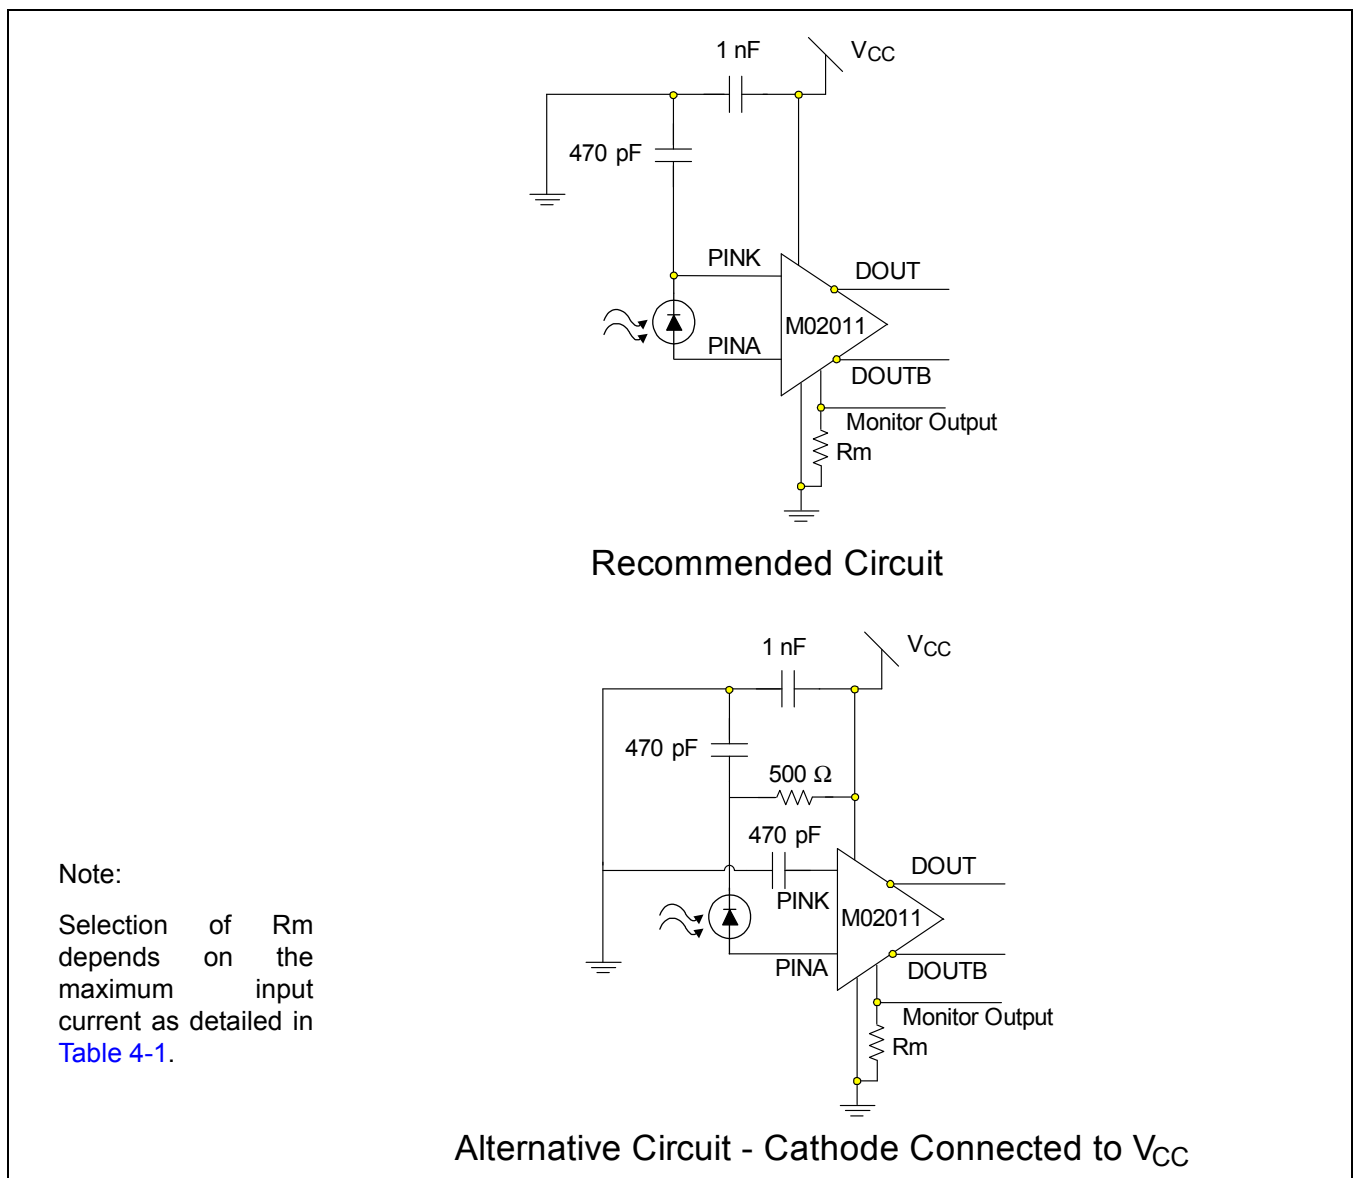 1 nF
VCC
470 pF
PINK
DOUT
M02011
PINA
DOUTB
Monitor Output
Rm
Recommended Circuit
1 nF
VCC
470 pF
500 Ω
470 pF
DOUT
PINK
M02011
PINA
DOUTB
Monitor Output
Rm
Note:
Selection of Rm
depends on the
maximum input
current as detailed in
Table 4-1.
Alternative Circuit - Cathode Connected to VCC